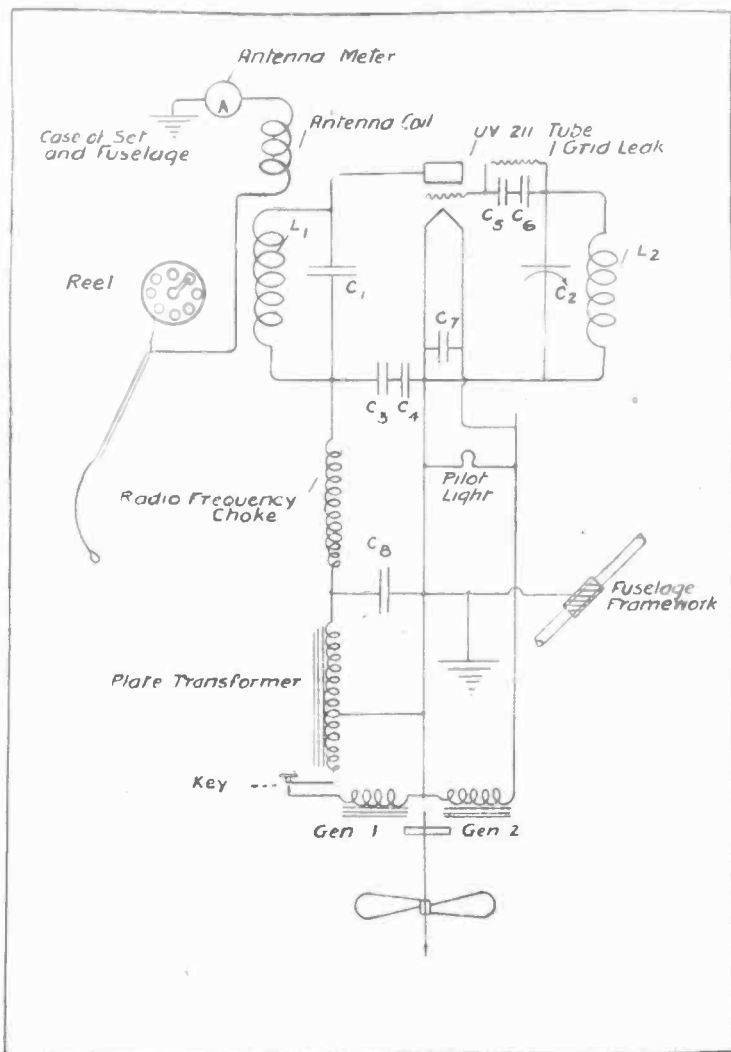 Antenna Meter
A
Antenna Coil
Case of Set
and Fuselage
UV 211 Tube
Grid Leak
C5 C6
L1
L2
Reel
C1
C2
C7
C3 C4
Pilot
Light
Radio Frequency
Choke
C8
Fuselage
Framework
Plate Transformer
Key
Gen 1
Gen 2